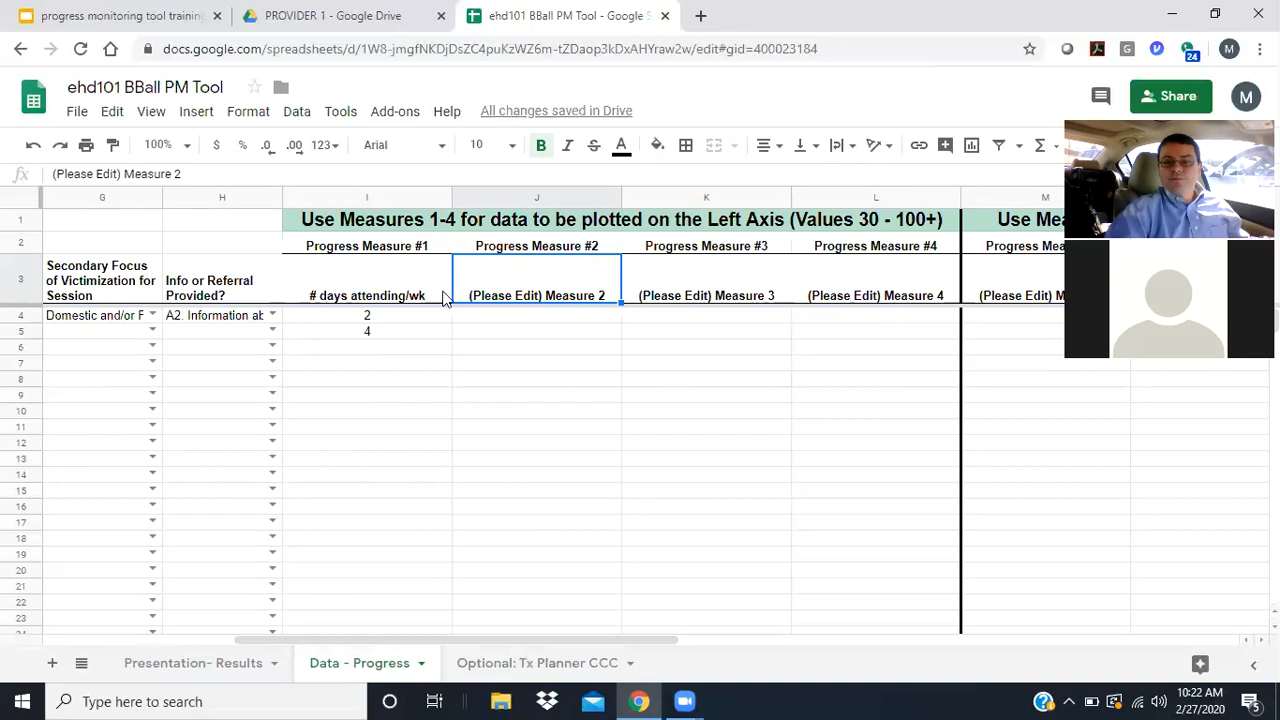 progress monitoring tool training
PROVIDER 1 - Google Drive
ehd101 BBall PM Tool - Google S
docs.google.com/spreadsheets/d/1W8-jmgfNKDjDsZC4puKzWZ6m-tZDaop3kDxAHYraw2w/edit#gid=400023184
24
M
ehd101 BBall PM Tool
File Edit View Insert Format Data Tools Add-ons Help All changes saved in Drive
Share
M
100% $ % .0 .00 123 Arial 10 B I S A Σ
fx (Please Edit) Measure 2
G H I J K L M
1 Use Measures 1-4 for data to be plotted on the Left Axis (Values 30 - 100+) Use Mea
2 Progress Measure #1 Progress Measure #2 Progress Measure #3 Progress Measure #4 Progress M
3 Secondary Focus of Victimization for Session Info or Referral Provided? # days attending/wk (Please Edit) Measure 2 (Please Edit) Measure 3 (Please Edit) Measure 4 (Please Edit) M
4 Domestic and/or F A2. Information ab 2
5 4
6
7
8
9
10
11
12
13
14
15
16
17
18
19
20
21
22
23
24
Presentation- Results Data - Progress Optional: Tx Planner CCC
Type here to search
10:22 AM
2/27/2020
5